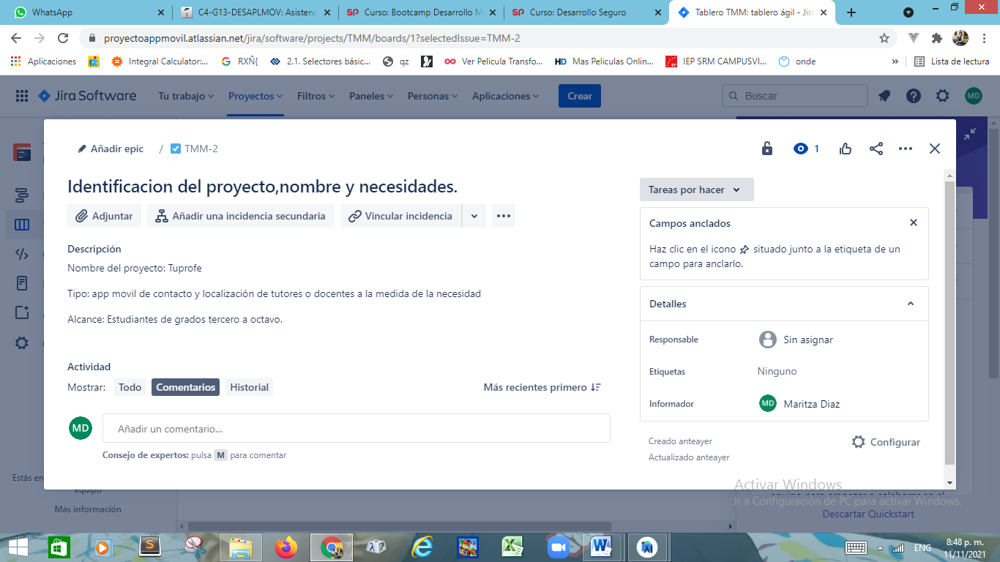 WhatsApp
C4-G13-DESAPLMOV: Asistenc
Curso: Bootcamp Desarrollo M
Curso: Desarrollo Seguro
Tablero TMM: tablero ágil - Jira
proyectoappmovil.atlassian.net/jira/software/projects/TMM/boards/1?selectedIssue=TMM-2
Aplicaciones
Integral Calculator:...
RXÑ{
2.1. Selectores básic...
qz
Ver Pelicula Transfo...
HD Mas Peliculas Onlin...
IEP SRM CAMPUSVI...
onde
»
Lista de lectura
Jira Software
Tu trabajo
Proyectos
Filtros
Paneles
Personas
Aplicaciones
Crear
Buscar
MD
Añadir epic / TMM-2
1
Identificacion del proyecto,nombre y necesidades.
Adjuntar
Añadir una incidencia secundaria
Vincular incidencia
Descripción
Nombre del proyecto: Tuprofe
Tipo: app movil de contacto y localización de tutores o docentes a la medida de la necesidad
Alcance: Estudiantes de grados tercero a octavo.
Actividad
Mostrar: Todo Comentarios Historial
Más recientes primero
MD
Añadir un comentario...
Consejo de expertos: pulsa M para comentar
Tareas por hacer
Campos anclados
Haz clic en el icono situado junto a la etiqueta de un
campo para anclarlo.
Detalles
Responsable Sin asignar
Etiquetas Ninguno
Informador MD Maritza Diaz
Creado anteayer
Actualizado anteayer
Configurar
Estás en
equipo
Más información
Activar Windows
Ir a Configuración de PC para activar Windows.
equipo para empezar a colaborar en el
Descartar Quickstart
ENG
8:48 p. m.
11/11/2021